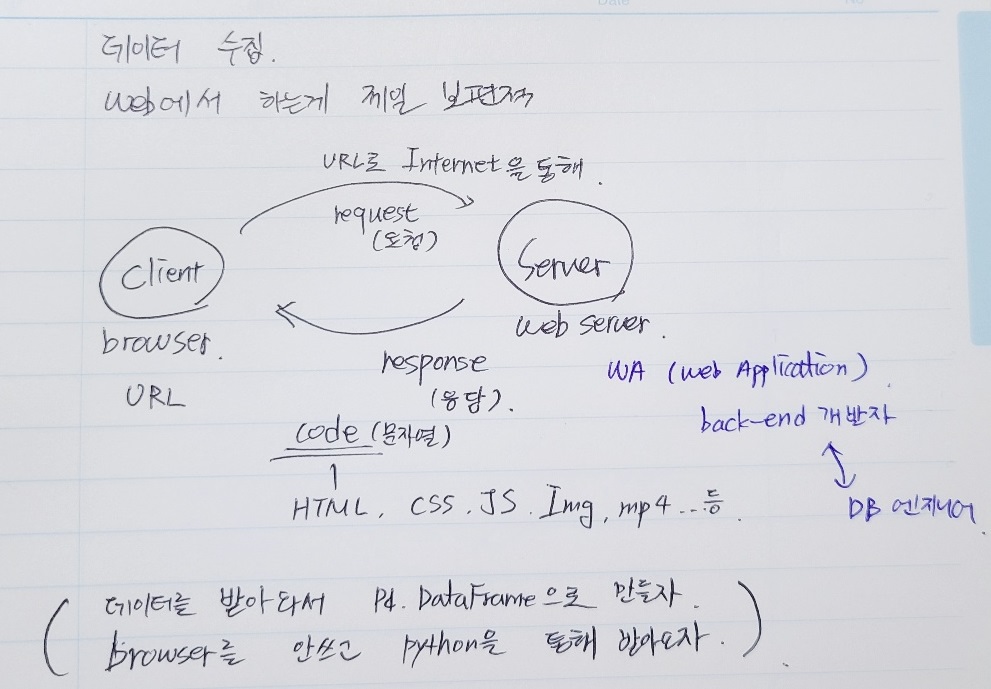 Date
No
데이터 수집.
web에서 하는게 제일 보편적
URL로 Internet을 통해.
request
(요청)
Client
Server
browser.
web server.
URL
response
(응답).
WA (web Application)
back-end 개발자
code (문자열)
HTML, CSS, JS. Img, mp4...등.
DB 엔지니어.
데이터를 받아와서 Pd.DataFrame으로 만들자.
browser를 안쓰고 python을 통해 받아오자.